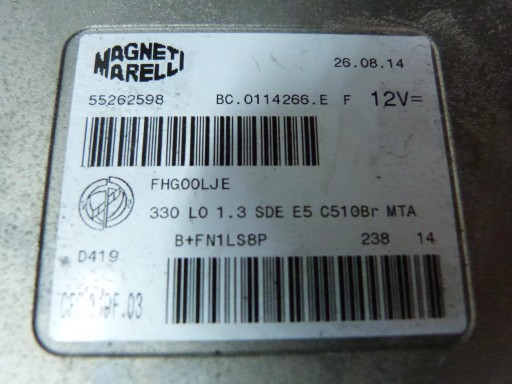 MAGNETI MARELLI
26.08.14
55262598 BC.0114266.E F 12V=
FHG00LJE
330 L0 1.3 SDE E5 C510Br MTA
B+FN1LS8P 238 14
D419